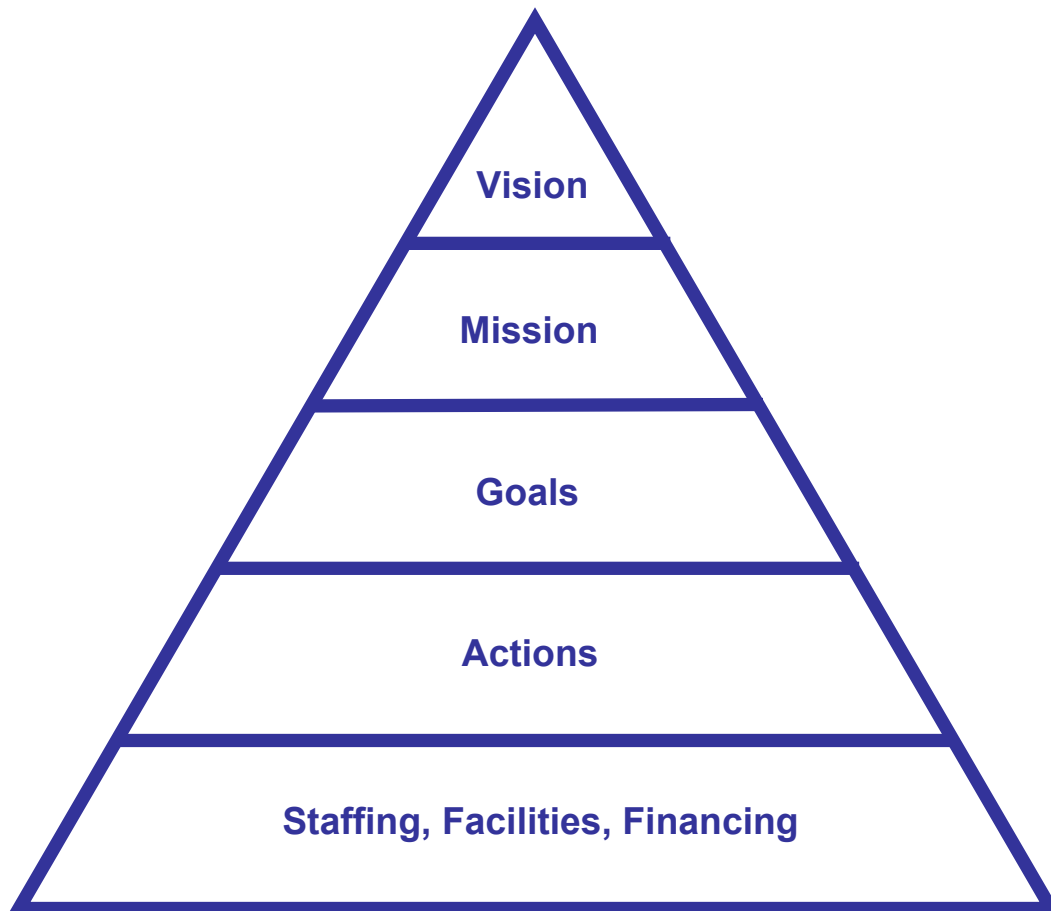 Vision
Mission
Goals
Actions
Staffing, Facilities, Financing